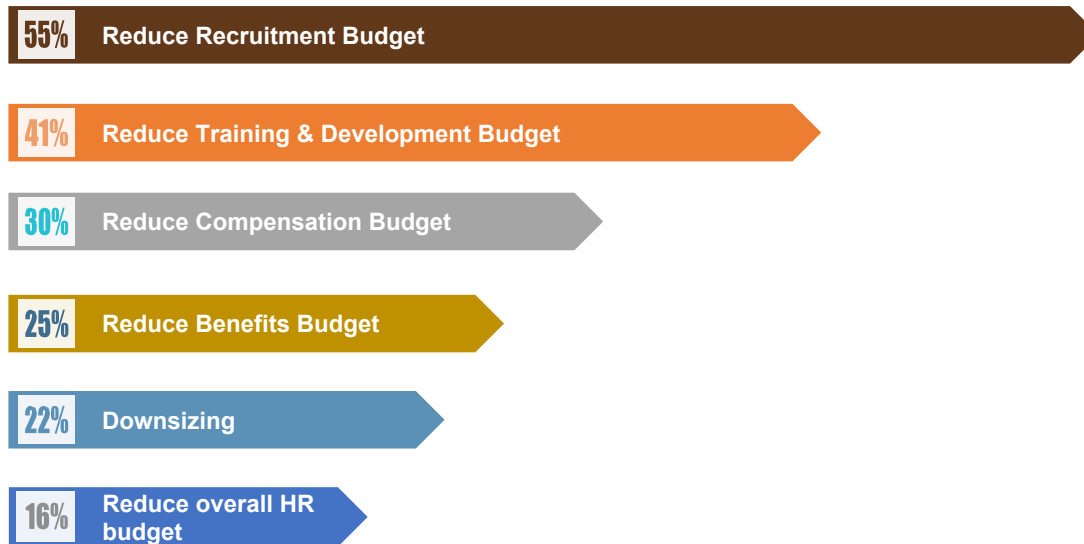 55% Reduce Recruitment Budget
41% Reduce Training & Development Budget
30% Reduce Compensation Budget
25% Reduce Benefits Budget
22% Downsizing
16% Reduce overall HR
budget